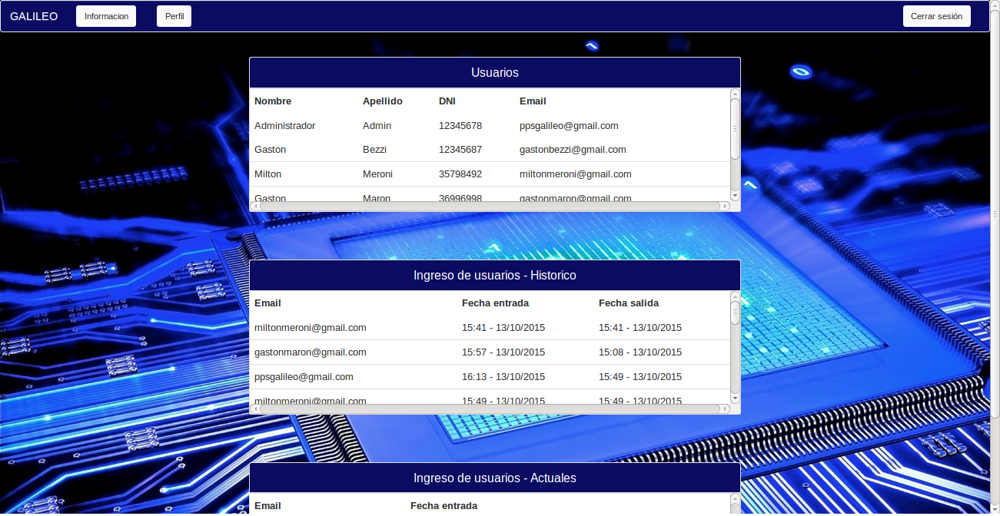 GALILEO Informacion Perfil Cerrar sesión
Usuarios
Nombre Apellido DNI Email
Administrador Admin 12345678 ppsgalileo@gmail.com
Gaston Bezzi 12345687 gastonbezzi@gmail.com
Milton Meroni 35798492 miltonmeroni@gmail.com
Gaston Maron 36996998 gastonmaron@gmail.com
Ingreso de usuarios - Historico
Email Fecha entrada Fecha salida
miltonmeroni@gmail.com 15:41 - 13/10/2015 15:41 - 13/10/2015
gastonmaron@gmail.com 15:57 - 13/10/2015 15:08 - 13/10/2015
ppsgalileo@gmail.com 16:13 - 13/10/2015 15:49 - 13/10/2015
miltonmeroni@gmail.com 15:49 - 13/10/2015 15:49 - 13/10/2015
Ingreso de usuarios - Actuales
Email Fecha entrada